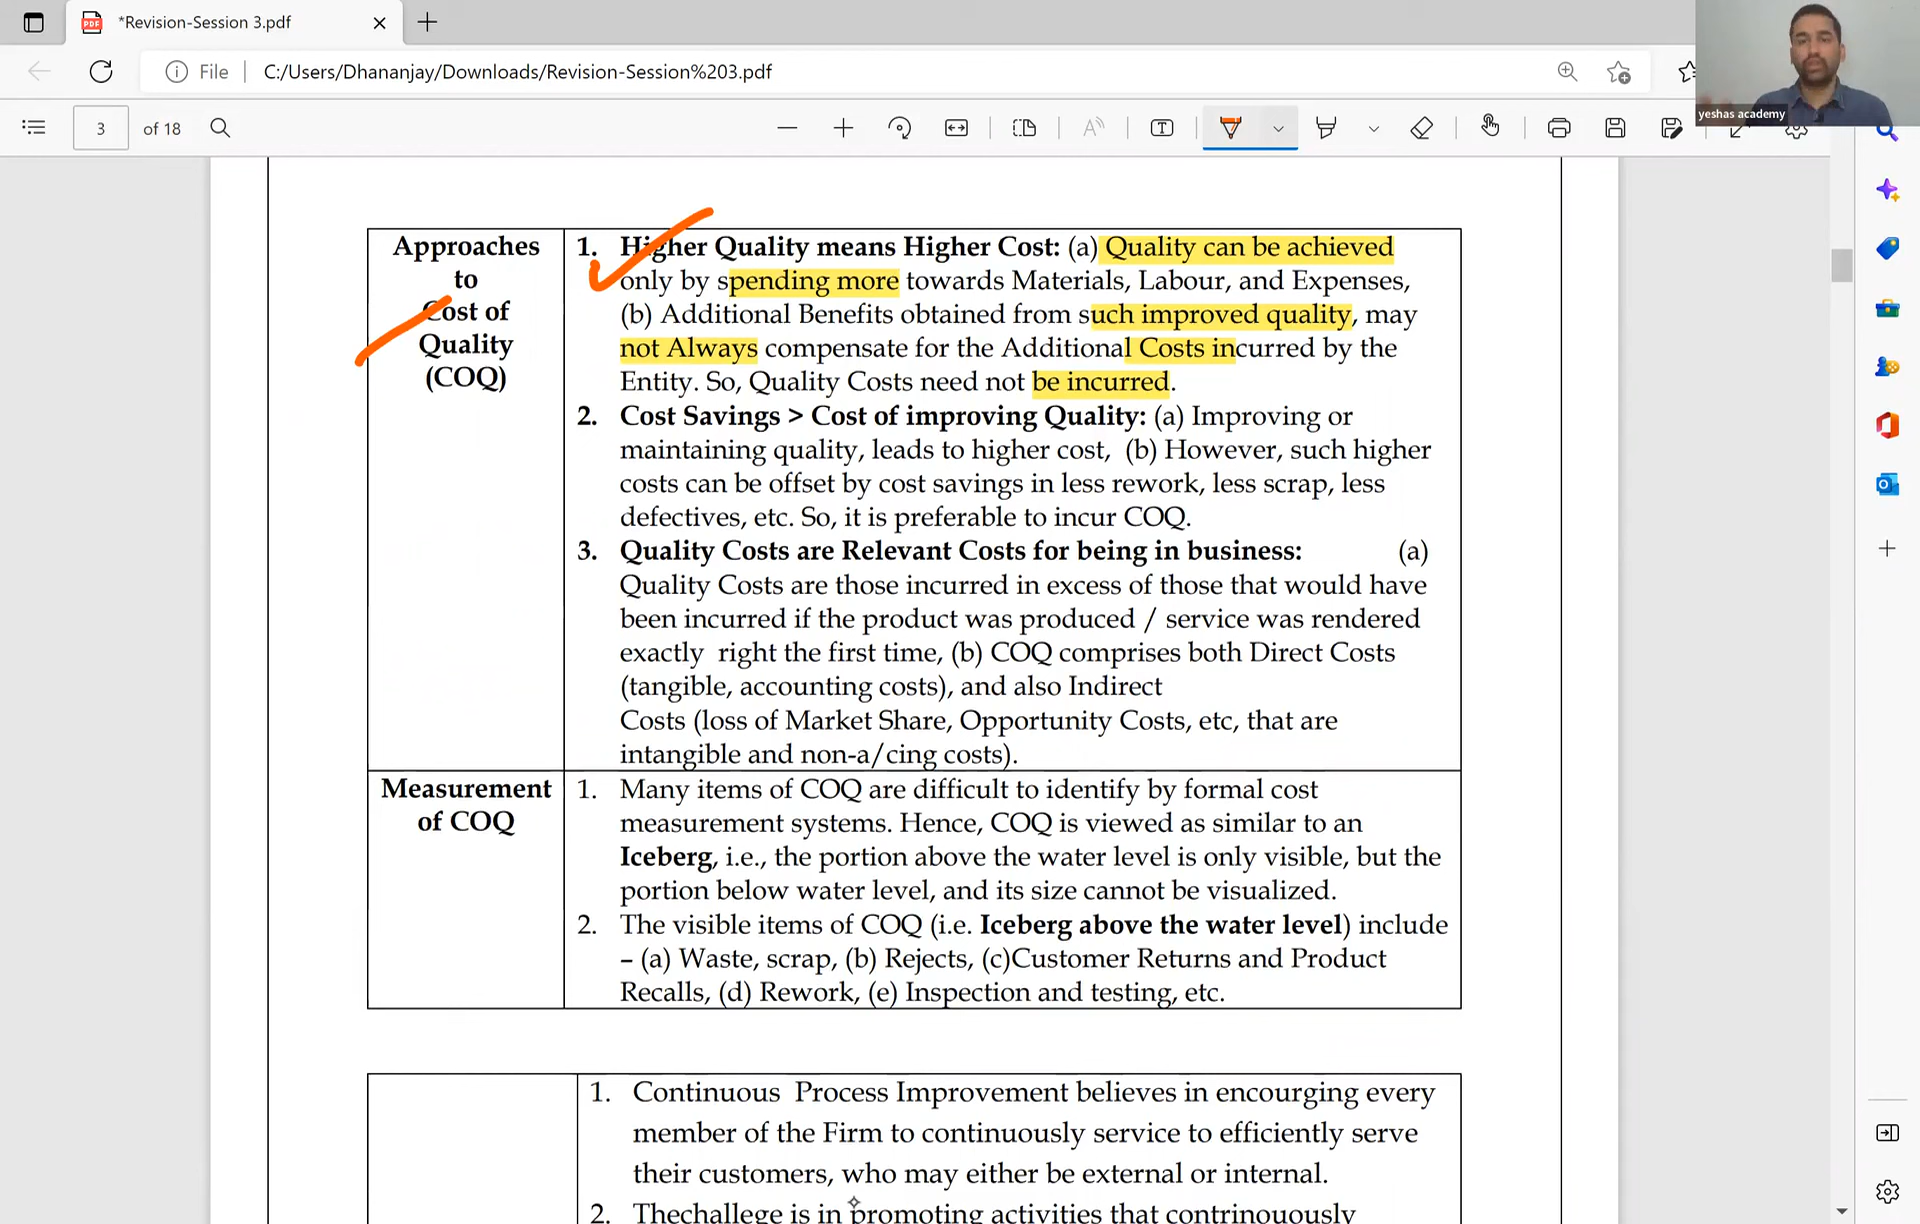 *Revision-Session 3.pdf
File
C:/Users/Dhananjay/Downloads/Revision-Session%203.pdf
yeshas academy
3 of 18
Approaches
to
Cost of
Quality
(COQ)
1. Higher Quality means Higher Cost: (a) Quality can be achieved
only by spending more towards Materials, Labour, and Expenses,
(b) Additional Benefits obtained from such improved quality, may
not Always compensate for the Additional Costs incurred by the
Entity. So, Quality Costs need not be incurred.
2. Cost Savings > Cost of improving Quality: (a) Improving or
maintaining quality, leads to higher cost, (b) However, such higher
costs can be offset by cost savings in less rework, less scrap, less
defectives, etc. So, it is preferable to incur COQ.
3. Quality Costs are Relevant Costs for being in business: (a)
Quality Costs are those incurred in excess of those that would have
been incurred if the product was produced / service was rendered
exactly right the first time, (b) COQ comprises both Direct Costs
(tangible, accounting costs), and also Indirect
Costs (loss of Market Share, Opportunity Costs, etc, that are
intangible and non-a/cing costs).
Measurement
of COQ
1. Many items of COQ are difficult to identify by formal cost
measurement systems. Hence, COQ is viewed as similar to an
Iceberg, i.e., the portion above the water level is only visible, but the
portion below water level, and its size cannot be visualized.
2. The visible items of COQ (i.e. Iceberg above the water level) include
– (a) Waste, scrap, (b) Rejects, (c)Customer Returns and Product
Recalls, (d) Rework, (e) Inspection and testing, etc.
1. Continuous Process Improvement believes in encourging every
member of the Firm to continuously service to efficiently serve
their customers, who may either be external or internal.
2. Thechallege is in promoting activities that contrinouously